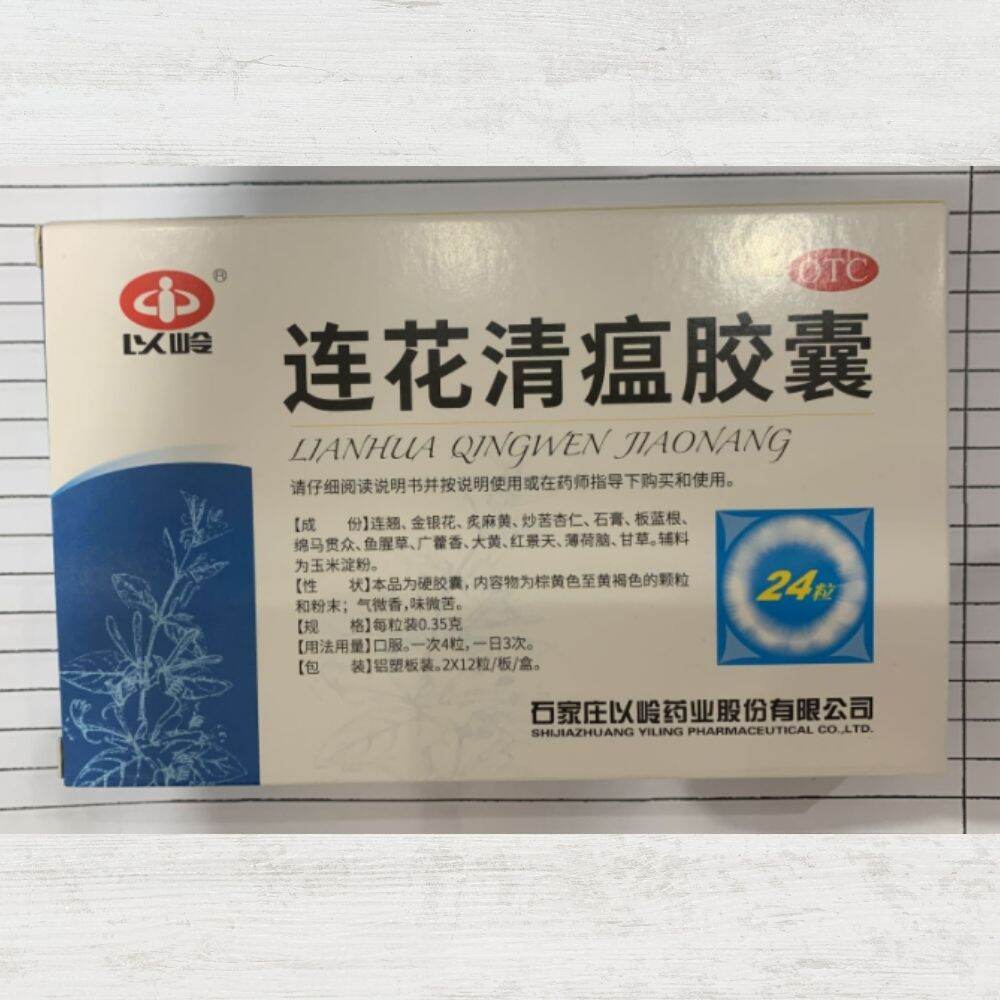 以岭
®
OTC
连花清瘟胶囊
LIANHUA QINGWEN JIAONANG
请仔细阅读说明书并按说明使用或在药师指导下购买和使用。
【成 份】连翘、金银花、炙麻黄、炒苦杏仁、石膏、板蓝根、
绵马贯众、鱼腥草、广藿香、大黄、红景天、薄荷脑、甘草。辅料
为玉米淀粉。
【性 状】本品为硬胶囊，内容物为棕黄色至黄褐色的颗粒
和粉末；气微香，味微苦。
【规 格】每粒装0.35克
【用法用量】口服。一次4粒，一日3次。
【包 装】铝塑板装。2X12粒/板/盒。
24粒
石家庄以岭药业股份有限公司
SHIJIAZHUANG YILING PHARMACEUTICAL CO.,LTD.